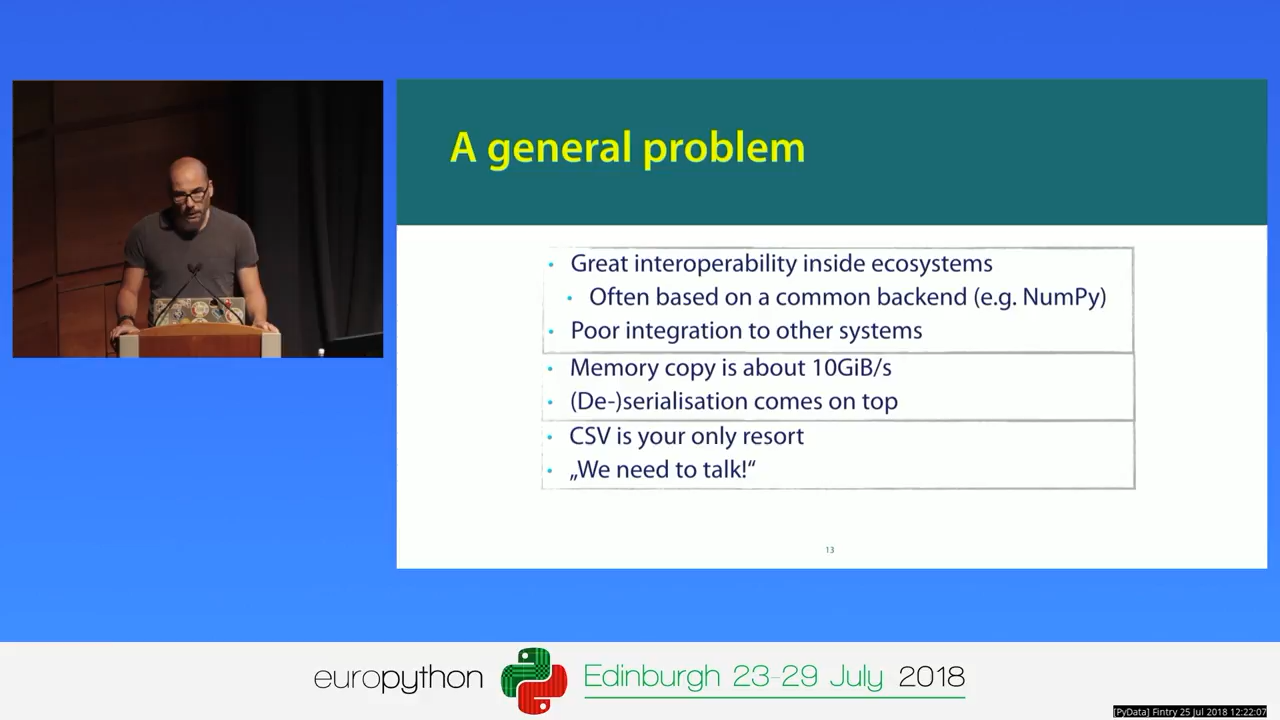 A general problem
• Great interoperability inside ecosystems
• Often based on a common backend (e.g. NumPy)
• Poor integration to other systems
• Memory copy is about 10GiB/s
• (De-)serialisation comes on top
• CSV is your only resort
• „We need to talk!“
13
europython Edinburgh 23-29 July 2018
[PyData] Fintry 25 Jul 2018 12:22:07